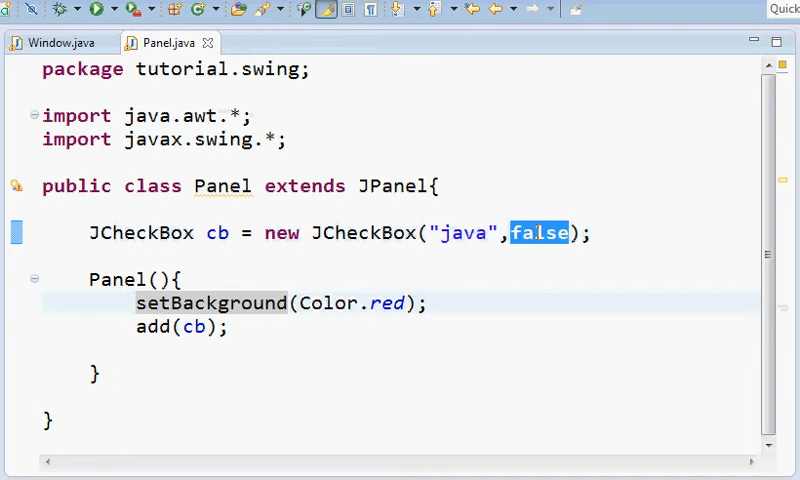 Quick
Window.java
Panel.java
package tutorial.swing;
import java.awt.*;
import javax.swing.*;
public class Panel extends JPanel{
JCheckBox cb = new JCheckBox("java",false);
Panel(){
setBackground(Color.red);
add(cb);
}
}